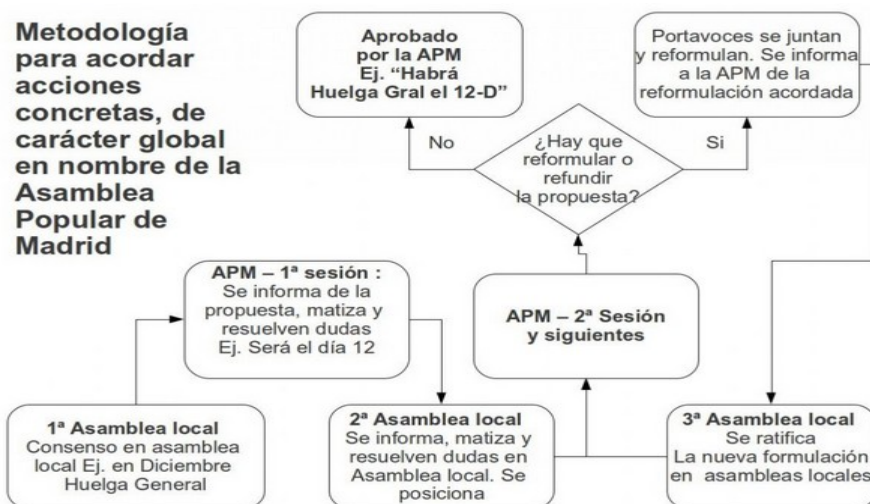 Metodología
para acordar
acciones
concretas, de
carácter global
en nombre de la
Asamblea
Popular de
Madrid
Aprobado
por la APM
Ej. “Habrá
Huelga Gral el 12-D”
Portavoces se juntan
y reformulan. Se informa
a la APM de la
reformulación acordada
No
¿Hay que
reformular o
refundir
la propuesta?
Si
APM – 1ª sesión :
Se informa de la
propuesta, matiza y
resuelven dudas
Ej. Será el día 12
APM – 2ª Sesión
y siguientes
1ª Asamblea local
Consenso en asamblea
local Ej. en Diciembre
Huelga General
2ª Asamblea local
Se informa, matiza y
resuelven dudas en
Asamblea local. Se
posiciona
3ª Asamblea local
Se ratifica
La nueva formulación
en asambleas locales